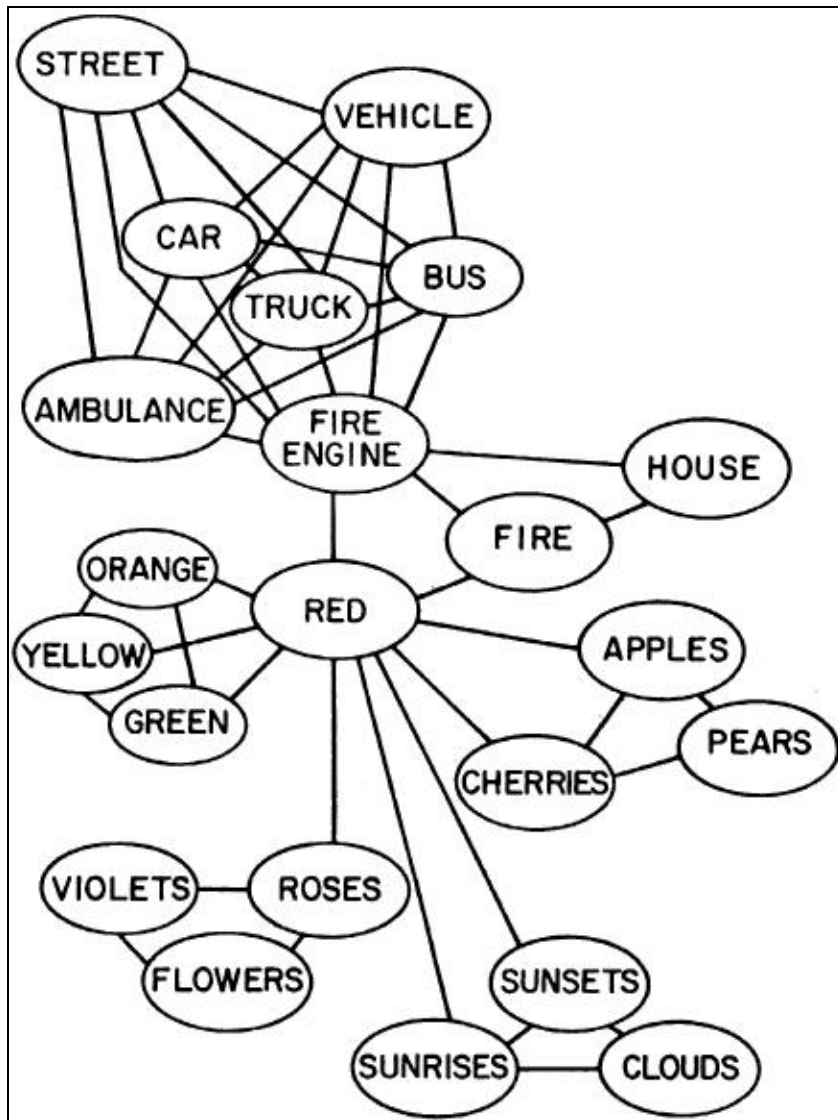 STREET
VEHICLE
CAR
BUS
TRUCK
AMBULANCE
FIRE
ENGINE
HOUSE
FIRE
ORANGE
RED
YELLOW
APPLES
GREEN
PEARS
CHERRIES
VIOLETS
ROSES
FLOWERS
SUNSETS
SUNRISES
CLOUDS